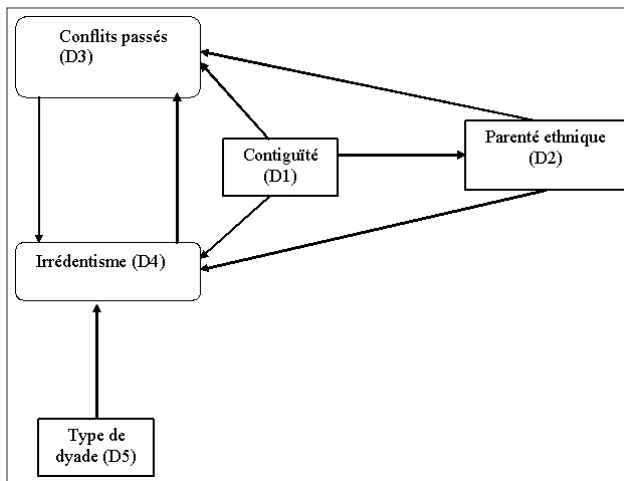 Conflits passés
(D3)
Contiguïté
(D1)
Parenté ethnique
(D2)
Irrédentisme (D4)
Type de
dyade (D5)